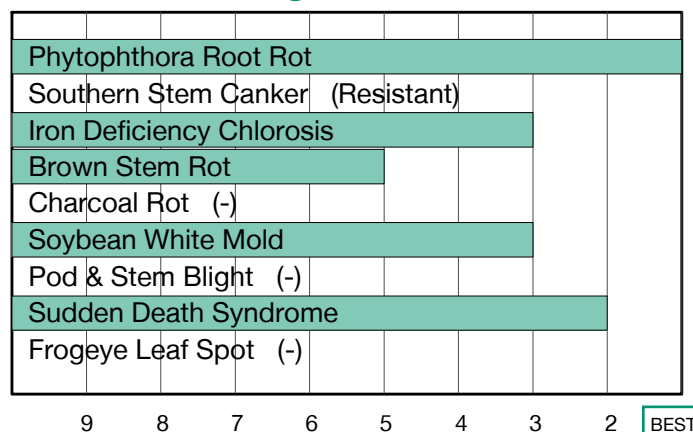 Phytophthora Root Rot
Southern Stem Canker (Resistant)
Iron Deficiency Chlorosis
Brown Stem Rot
Charcoal Rot (-)
Soybean White Mold
Pod & Stem Blight (-)
Sudden Death Syndrome
Frogeye Leaf Spot (-)
9 8 7 6 5 4 3 2 BEST